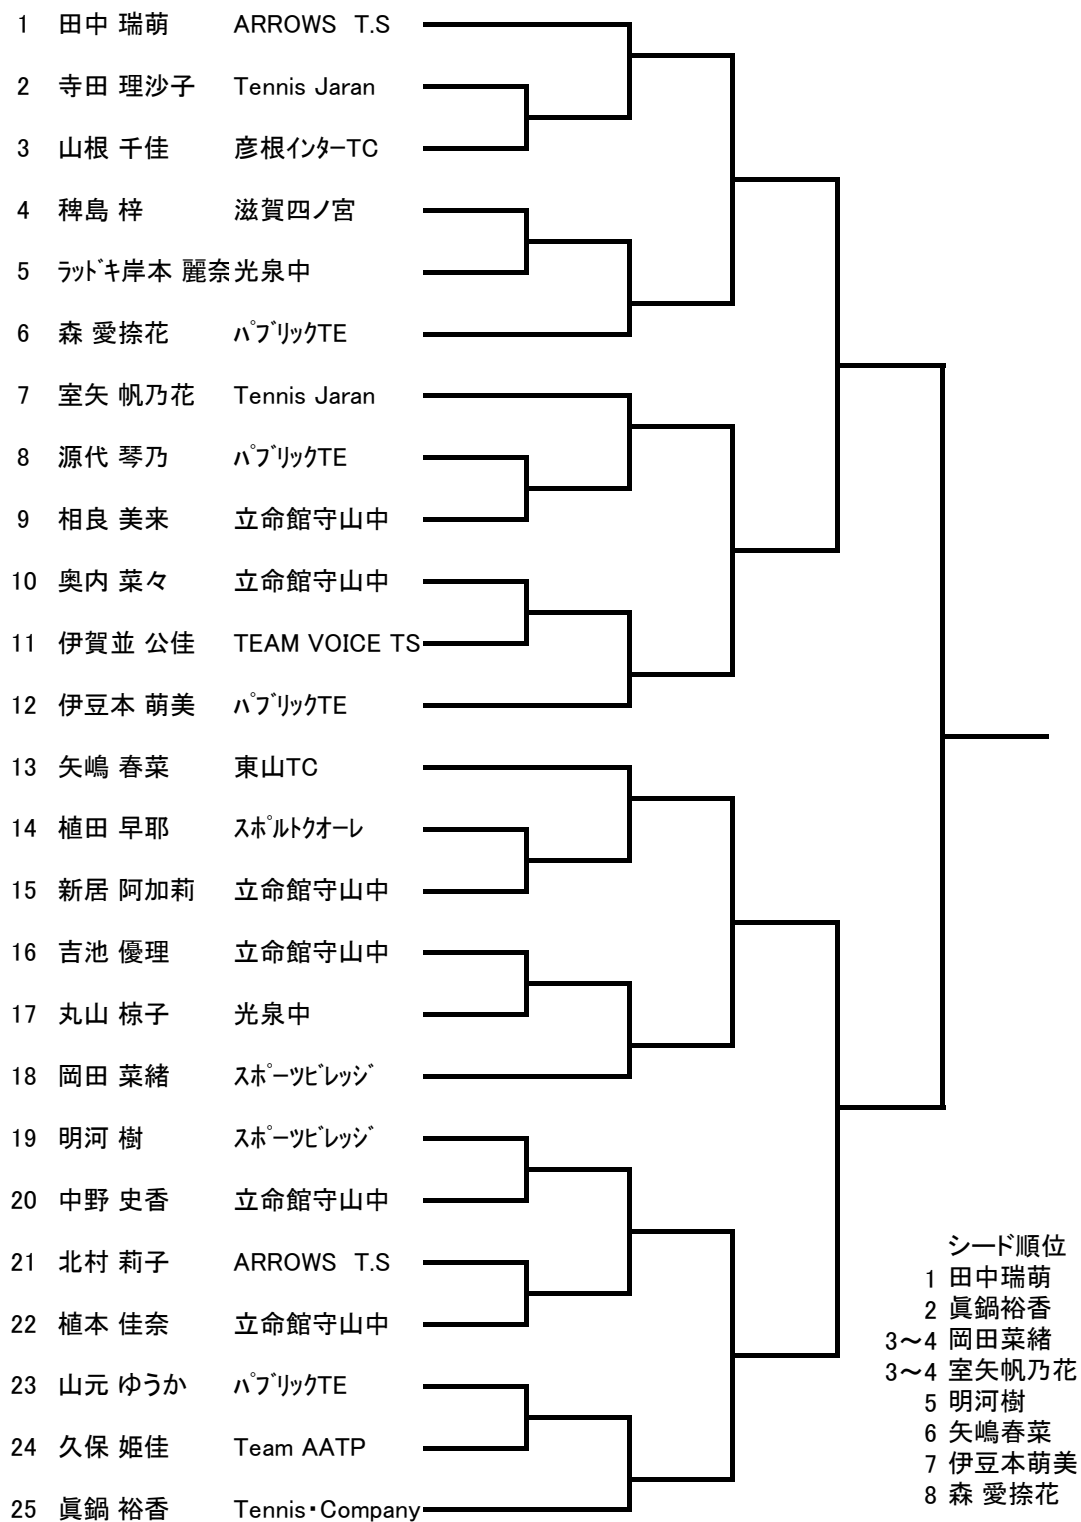 1 田中 瑞萌 ARROWS T.S
2 寺田 理沙子 Tennis Jaran
3 山根 千佳 彦根ｲﾝﾀｰTC
4 稗島 梓 滋賀四ノ宮
5 ﾗｯﾄﾞｷ岸本 麗奈 光泉中
6 森 愛捺花 ﾊﾟﾌﾞﾘｯｸTE
7 室矢 帆乃花 Tennis Jaran
8 源代 琴乃 ﾊﾟﾌﾞﾘｯｸTE
9 相良 美来 立命館守山中
10 奥内 菜々 立命館守山中
11 伊賀並 公佳 TEAM VOICE TS
12 伊豆本 萌美 ﾊﾟﾌﾞﾘｯｸTE
13 矢嶋 春菜 東山TC
14 植田 早耶 ｽﾎﾟﾙﾄｸｵｰﾚ
15 新居 阿加莉 立命館守山中
16 吉池 優理 立命館守山中
17 丸山 椋子 光泉中
18 岡田 菜緒 ｽﾎﾟｰﾂﾋﾞﾚｯｼﾞ
19 明河 樹 ｽﾎﾟｰﾂﾋﾞﾚｯｼﾞ
20 中野 史香 立命館守山中
21 北村 莉子 ARROWS T.S
22 植本 佳奈 立命館守山中
23 山元 ゆうか ﾊﾟﾌﾞﾘｯｸTE
24 久保 姫佳 Team AATP
25 眞鍋 裕香 Tennis・Company
シード順位
1 田中瑞萌
2 眞鍋裕香
3～4 岡田菜緒
3～4 室矢帆乃花
5 明河樹
6 矢嶋春菜
7 伊豆本萌美
8 森 愛捺花